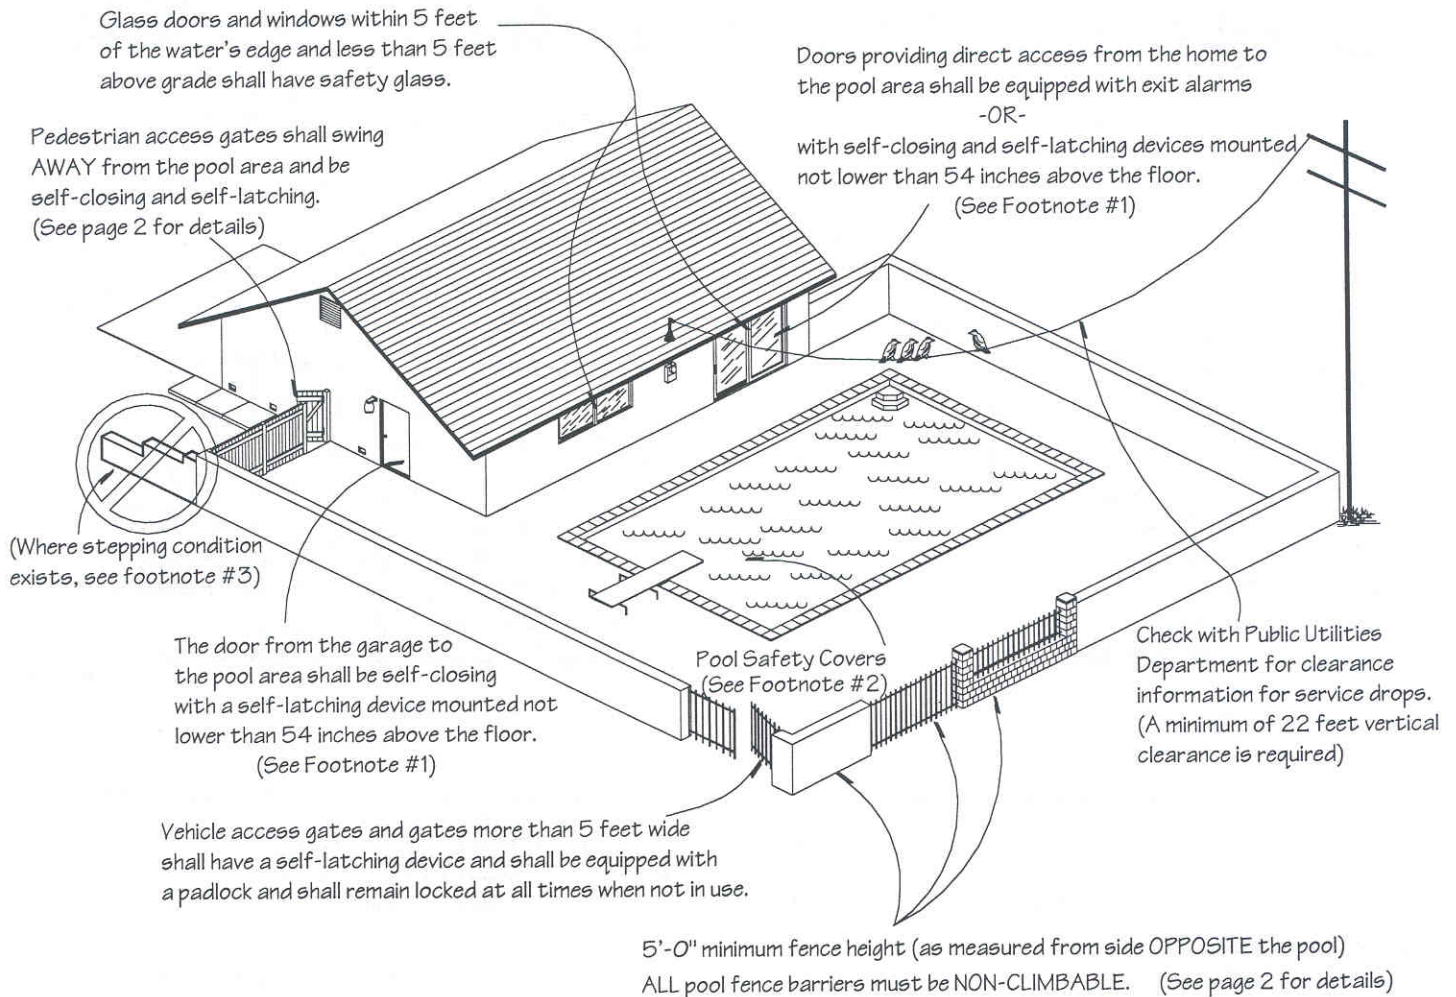 Glass doors and windows within 5 feet
of the water's edge and less than 5 feet
above grade shall have safety glass.
Doors providing direct access from the home to
the pool area shall be equipped with exit alarms
-OR-
with self-closing and self-latching devices mounted
not lower than 54 inches above the floor.
(See Footnote #1)
Pedestrian access gates shall swing
AWAY from the pool area and be
self-closing and self-latching.
(See page 2 for details)
(Where stepping condition
exists, see footnote #3)
The door from the garage to
the pool area shall be self-closing
with a self-latching device mounted not
lower than 54 inches above the floor.
(See Footnote #1)
Pool Safety Covers
(See Footnote #2)
Check with Public Utilities
Department for clearance
information for service drops.
(A minimum of 22 feet vertical
clearance is required)
Vehicle access gates and gates more than 5 feet wide
shall have a self-latching device and shall be equipped with
a padlock and shall remain locked at all times when not in use.
5'-0" minimum fence height (as measured from side OPPOSITE the pool)
ALL pool fence barriers must be NON-CLIMBABLE. (See page 2 for details)